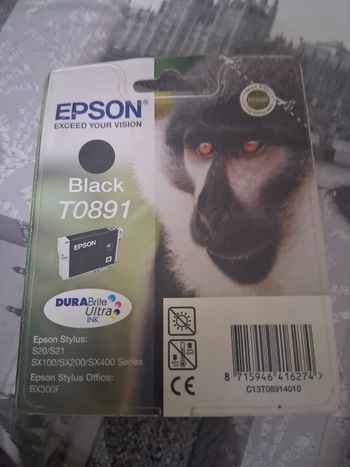 EPSON
EXCEED YOUR VISION
EPSON
Black
T0891
EPSON
DURABrite
Ultra
INK
Epson Stylus:
S20/S21
SX100/SX200/SX400 Series
Epson Stylus Office:
BX300F
CE
8 715946 416274 >
C13T08914010